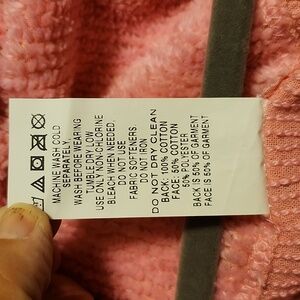 MACHINE WASH COLD
SEPARATELY.
WASH BEFORE WEARING
TUMBLE DRY LOW
USE ONLY NON-CHLORINE
BLEACH WHEN NEEDED.
DO NOT USE
FABRIC SOFTENERS.
DO NOT IRON
DO NOT DRY CLEAN
BACK: 100% COTTON
FACE: 50% COTTON
50% POLYESTER
BACK IS 50% OF GARMENT
FACE IS 50% OF GARMENT